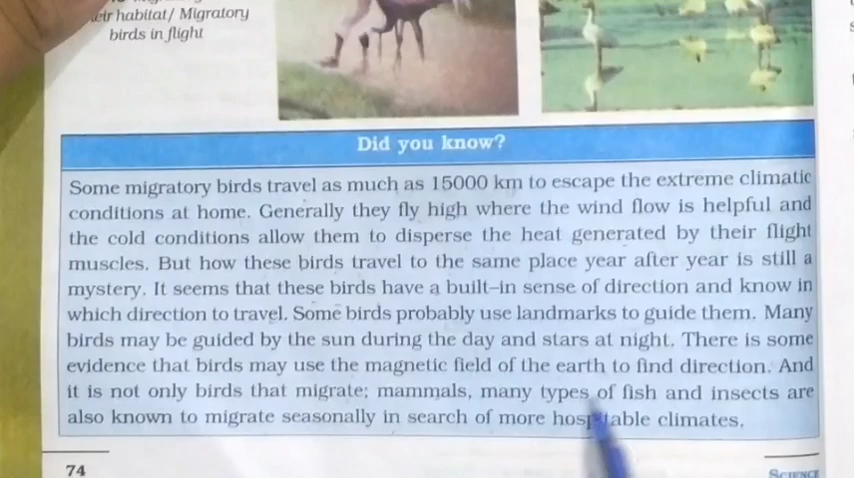 eir habitat/ Migratory
birds in flight
Did you know?
Some migratory birds travel as much as 15000 km to escape the extreme climatic
conditions at home. Generally they fly high where the wind flow is helpful and
the cold conditions allow them to disperse the heat generated by their flight
muscles. But how these birds travel to the same place year after year is still a
mystery. It seems that these birds have a built-in sense of direction and know in
which direction to travel. Some birds probably use landmarks to guide them. Many
birds may be guided by the sun during the day and stars at night. There is some
evidence that birds may use the magnetic field of the earth to find direction. And
it is not only birds that migrate; mammals, many types of fish and insects are
also known to migrate seasonally in search of more hospitable climates.
74
SCIENCE